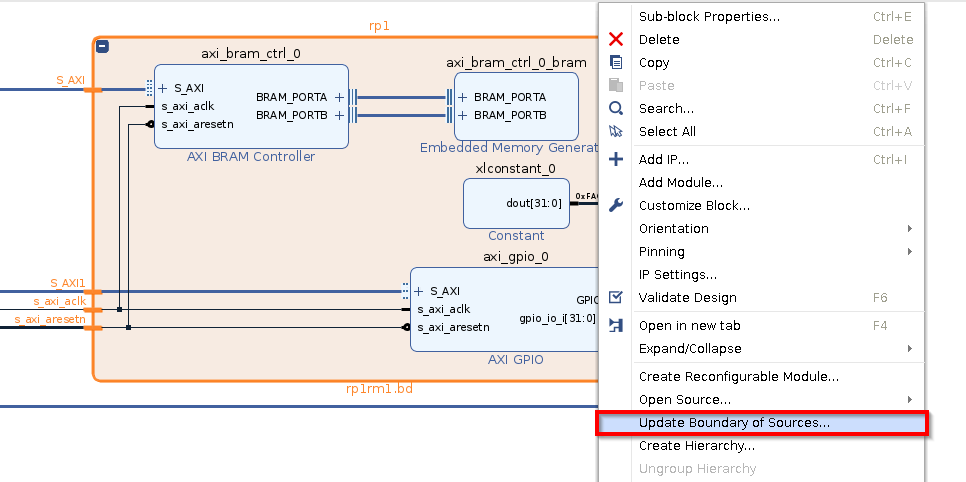 rp1
S_AXI
axi_bram_ctrl_0
S_AXI
s_axi_aclk
s_axi_aresetn
BRAM_PORTA
BRAM_PORTB
AXI BRAM Controller
axi_bram_ctrl_0_bram
BRAM_PORTA
BRAM_PORTB
Embedded Memory Generat
xlconstant_0
dout[31:0]
0xFAC
Constant
S_AXI1
s_axi_aclk
s_axi_aresetn
axi_gpio_0
S_AXI
s_axi_aclk
s_axi_aresetn
GPIO
gpio_io_i[31:0]
AXI GPIO
rp1rm1.bd
Sub-block Properties... Ctrl+E
Delete Delete
Copy Ctrl+C
Paste Ctrl+V
Search... Ctrl+F
Select All Ctrl+A
Add IP... Ctrl+I
Add Module...
Customize Block...
Orientation
Pinning
IP Settings...
Validate Design F6
Open in new tab F4
Expand/Collapse
Create Reconfigurable Module...
Open Source...
Update Boundary of Sources...
Create Hierarchy...
Ungroup Hierarchy